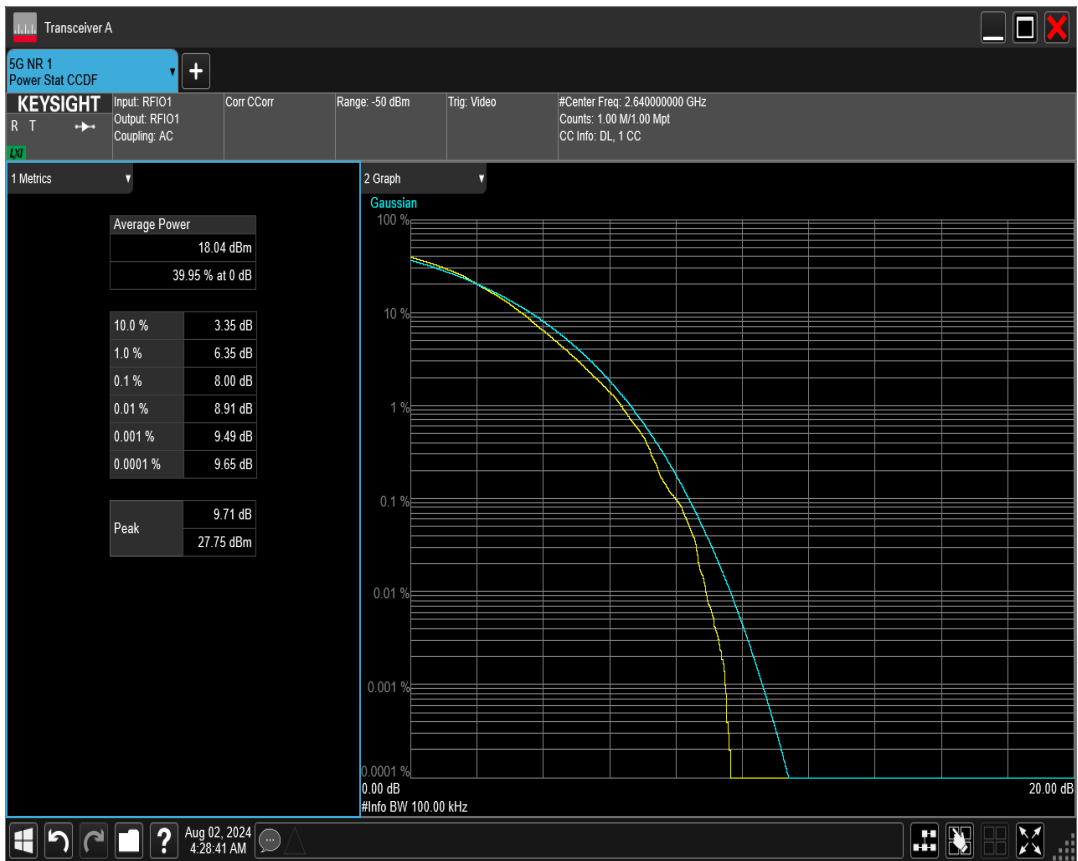 Transceiver A
5G NR 1
Power Stat CCDF
+
KEYSIGHT
R T
LXI
Input: RFIO1
Output: RFIO1
Coupling: AC
Corr CCorr
Range: -50 dBm
Trig: Video
#Center Freq: 2.640000000 GHz
Counts: 1.00 M/1.00 Mpt
CC Info: DL, 1 CC
1 Metrics
Average Power
18.04 dBm
39.95 % at 0 dB
10.0 % 3.35 dB
1.0 % 6.35 dB
0.1 % 8.00 dB
0.01 % 8.91 dB
0.001 % 9.49 dB
0.0001 % 9.65 dB
Peak
9.71 dB
27.75 dBm
2 Graph
Gaussian
100 %
10 %
1 %
0.1 %
0.01 %
0.001 %
0.0001 %
0.00 dB 20.00 dB
#Info BW 100.00 kHz
?
Aug 02, 2024
4:28:41 AM